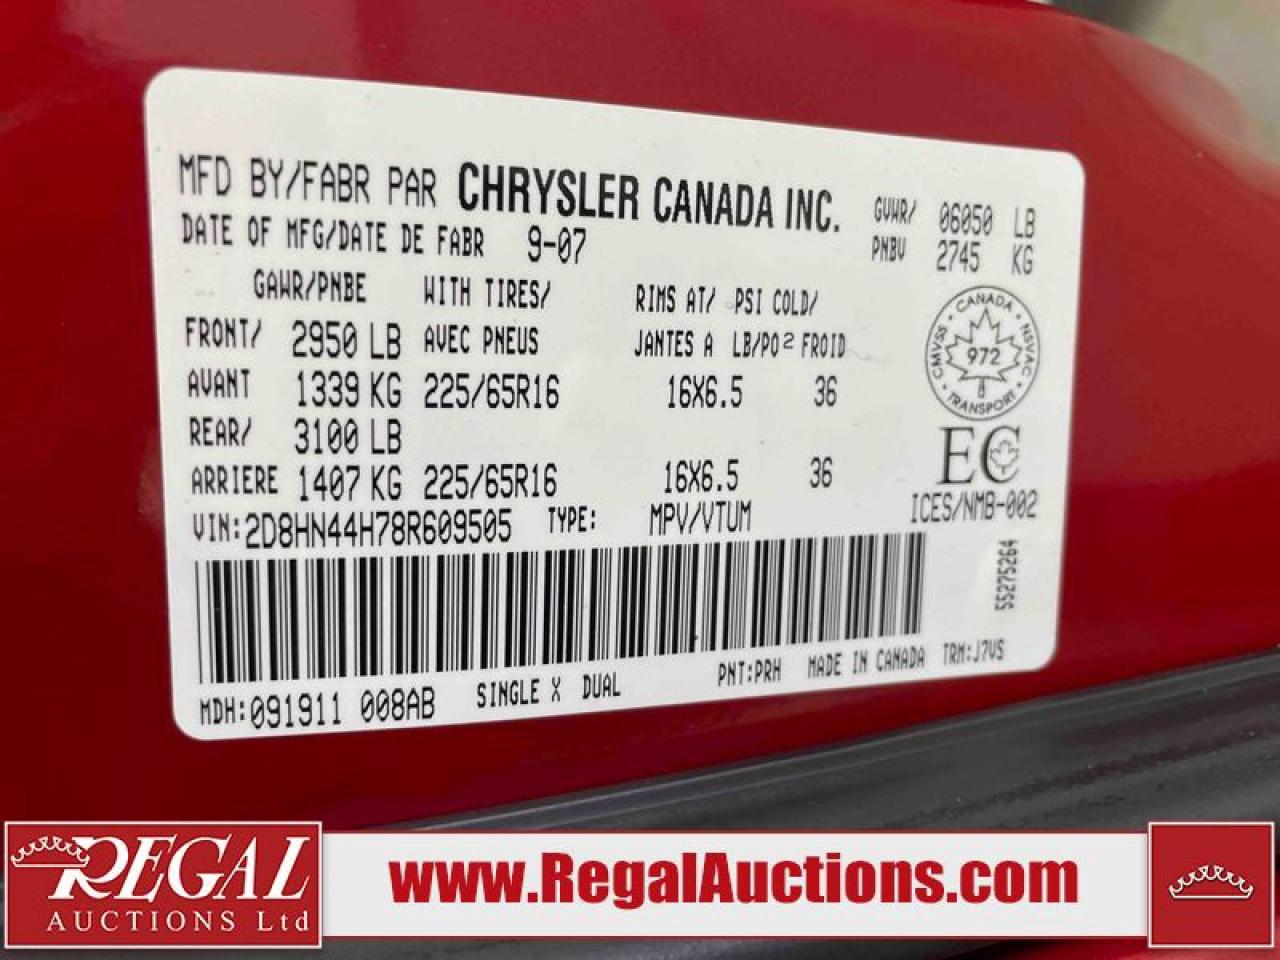 MFD BY/FABR PAR CHRYSLER CANADA INC.
DATE OF MFG/DATE DE FABR 9-07
GVWR/ 06050 LB
PNBV 2745 KG
GAWR/PNBE WITH TIRES/ RIMS AT/ PSI COLD/
FRONT/ 2950 LB AVEC PNEUS JANTES A LB/PO2 FROID
AVANT 1339 KG 225/65R16 16X6.5 36
REAR/ 3100 LB
ARRIERE 1407 KG 225/65R16 16X6.5 36
CANADA
CMVSS 972 NSVAC
TRANSPORT
EC
ICES/NMB-002
VIN:2D8HN44H78R609505 TYPE: MPV/VTUM
55275264
MDH:091911 008AB SINGLE X DUAL PNT:PRH MADE IN CANADA TRM:J7VS
REGAL
AUCTIONS Ltd
www.RegalAuctions.com